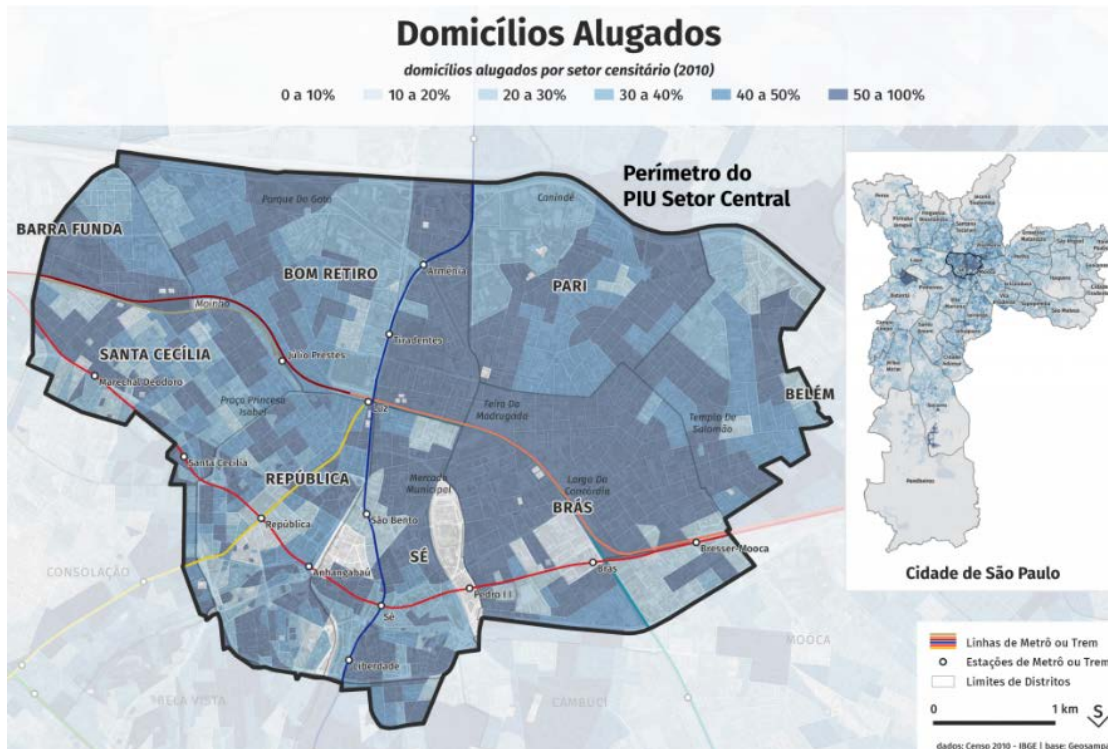 Domicílios Alugados
domicílios alugados por setor censitário (2010)
0 a 10% 10 a 20% 20 a 30% 30 a 40% 40 a 50% 50 a 100%
Perímetro do
PIU Setor Central
Parque Do Gato
Canindé
BARRA FUNDA
BOM RETIRO
Armênia
PARI
Moinho
Tiradentes
SANTA CECÍLIA
Júlio Prestes
Marechal Deodoro
BELÉM
Praça Princesa
Isabel
Luz
Feira Da
Madrugada
Templo De
Salomão
Santa Cecília
REPÚBLICA
Mercado
Municipal
Largo Da
Concórdia
BRÁS
República
São Bento
SÉ
Bresser-Mooca
CONSOLAÇÃO
Anhangabaú
Brás
Pedro II
Sé
MOÓCA
Liberdade
BELA VISTA
CAMBUCI
Parelheiros
Cidade de São Paulo
Linhas de Metrô ou Trem
Estações de Metrô ou Trem
Limites de Distritos
0 1 km
S
dados: Censo 2010 - IBGE | base: Geosampa